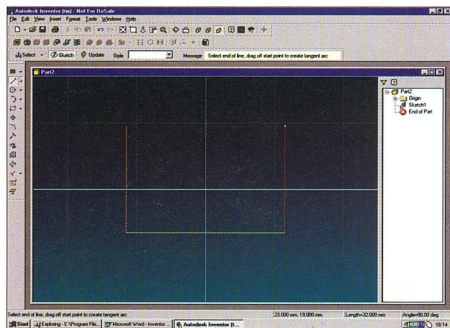 Autodesk Inventor (tm) - Not For ReSale
File Edit View Insert Format Tools Windows Help
Select Sketch Update Style Message Select end of line, drag off start point to create tangent arc
Part2
Part2
Origin
Sketch1
End of Part
Select end of line, drag off start point to create tangent arc 23.000 mm, 19.000 mm Length=32.000 mm Angle=90.00 deg
Start Exploring - E:\Program File... Microsoft Word - Inventor ... Autodesk Inventor (t... 16:14